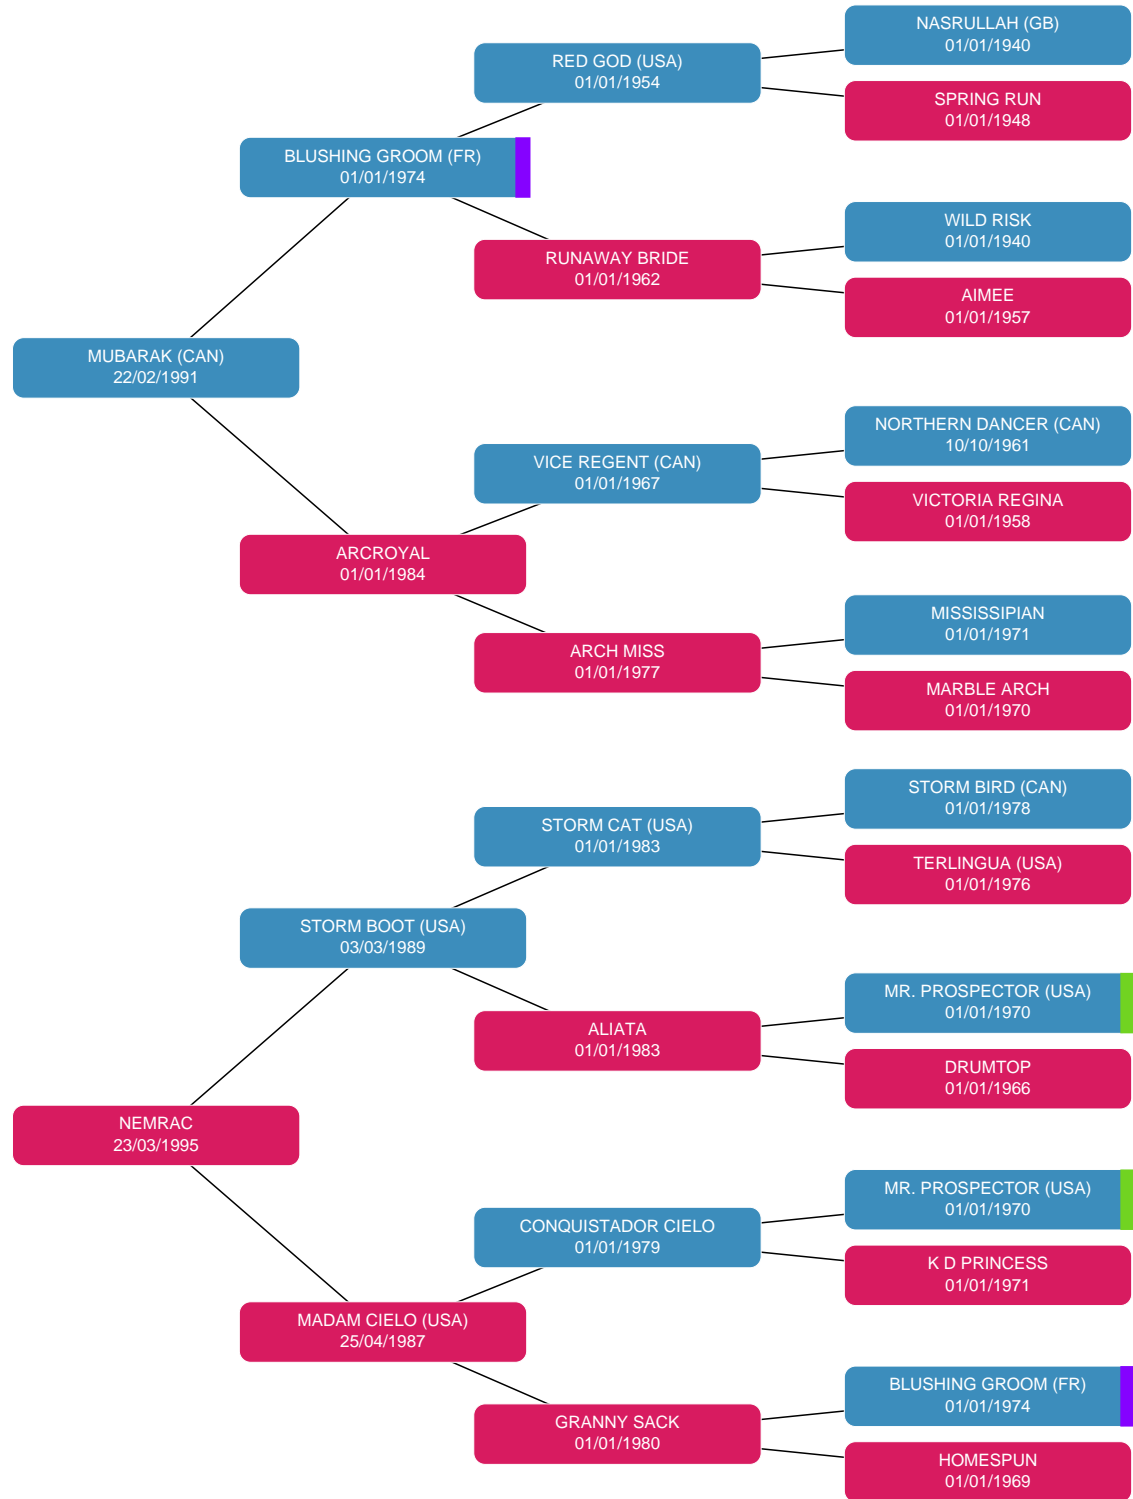 NASRULLAH (GB)
01/01/1940
RED GOD (USA)
01/01/1954
SPRING RUN
01/01/1948
BLUSHING GROOM (FR)
01/01/1974
WILD RISK
01/01/1940
RUNAWAY BRIDE
01/01/1962
AIMEE
01/01/1957
MUBARAK (CAN)
22/02/1991
NORTHERN DANCER (CAN)
10/10/1961
VICE REGENT (CAN)
01/01/1967
VICTORIA REGINA
01/01/1958
ARCROYAL
01/01/1984
MISSISSIPIAN
01/01/1971
ARCH MISS
01/01/1977
MARBLE ARCH
01/01/1970
STORM BIRD (CAN)
01/01/1978
STORM CAT (USA)
01/01/1983
TERLINGUA (USA)
01/01/1976
STORM BOOT (USA)
03/03/1989
MR. PROSPECTOR (USA)
01/01/1970
ALIATA
01/01/1983
DRUMTOP
01/01/1966
NEMRAC
23/03/1995
MR. PROSPECTOR (USA)
01/01/1970
CONQUISTADOR CIELO
01/01/1979
K D PRINCESS
01/01/1971
MADAM CIELO (USA)
25/04/1987
BLUSHING GROOM (FR)
01/01/1974
GRANNY SACK
01/01/1980
HOMESPUN
01/01/1969